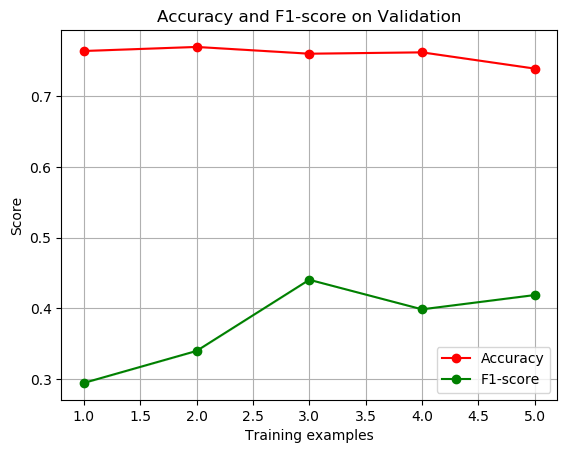 Accuracy and F1-score on Validation
Score
0.7
0.6
0.5
0.4
0.3
Accuracy
F1-score
1.0 1.5 2.0 2.5 3.0 3.5 4.0 4.5 5.0
Training examples